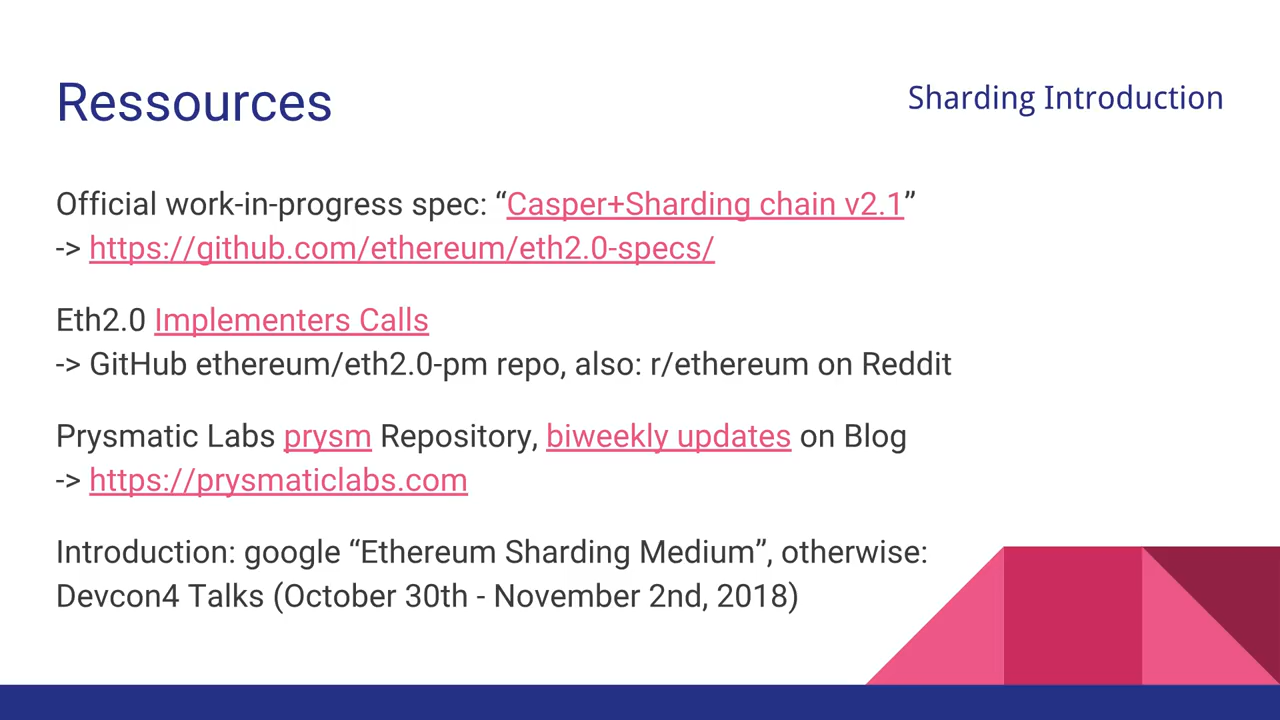 Ressources
Sharding Introduction
Official work-in-progress spec: “Casper+Sharding chain v2.1”
-> https://github.com/ethereum/eth2.0-specs/
Eth2.0 Implementers Calls
-> GitHub ethereum/eth2.0-pm repo, also: r/ethereum on Reddit
Prysmatic Labs prysm Repository, biweekly updates on Blog
-> https://prysmaticlabs.com
Introduction: google “Ethereum Sharding Medium”, otherwise:
Devcon4 Talks (October 30th - November 2nd, 2018)